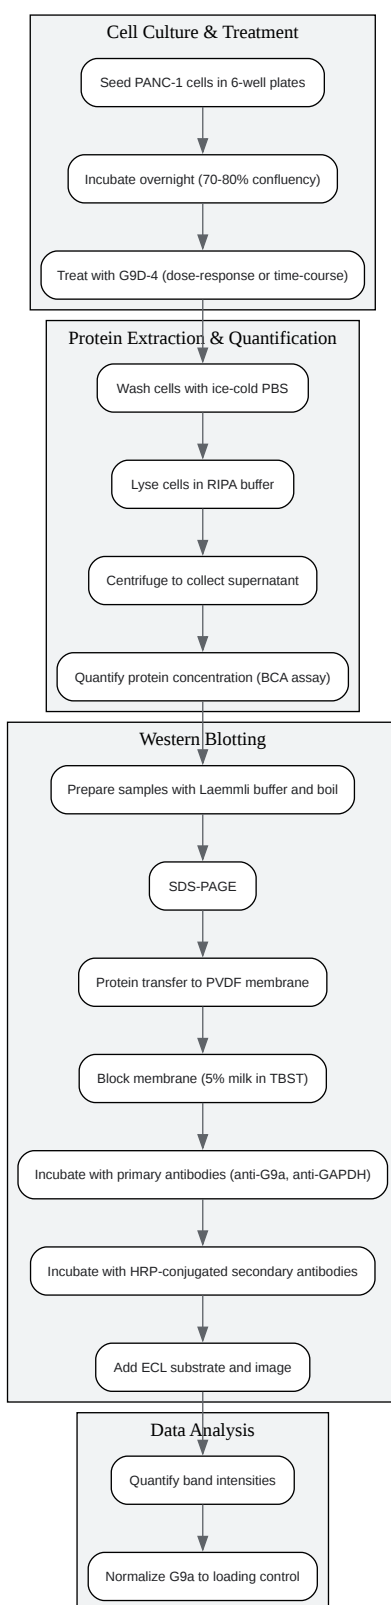 Cell Culture & Treatment
Seed PANC-1 cells in 6-well plates
Incubate overnight (70-80% confluency)
Treat with G9D-4 (dose-response or time-course)
Protein Extraction & Quantification
Wash cells with ice-cold PBS
Lyse cells in RIPA buffer
Centrifuge to collect supernatant
Quantify protein concentration (BCA assay)
Western Blotting
Prepare samples with Laemmli buffer and boil
SDS-PAGE
Protein transfer to PVDF membrane
Block membrane (5% milk in TBST)
Incubate with primary antibodies (anti-G9a, anti-GAPDH)
Incubate with HRP-conjugated secondary antibodies
Add ECL substrate and image
Data Analysis
Quantify band intensities
Normalize G9a to loading control